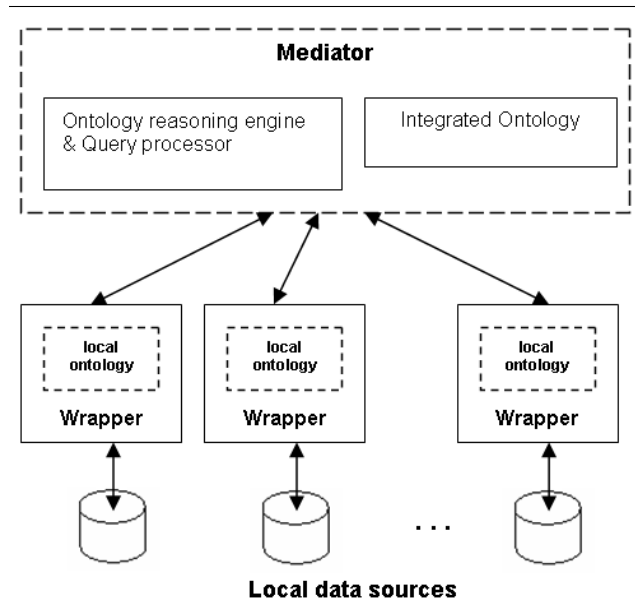 Mediator
Ontology reasoning engine
& Query processor
Integrated Ontology
local
ontology
Wrapper
local
ontology
Wrapper
local
ontology
Wrapper
. . .
Local data sources